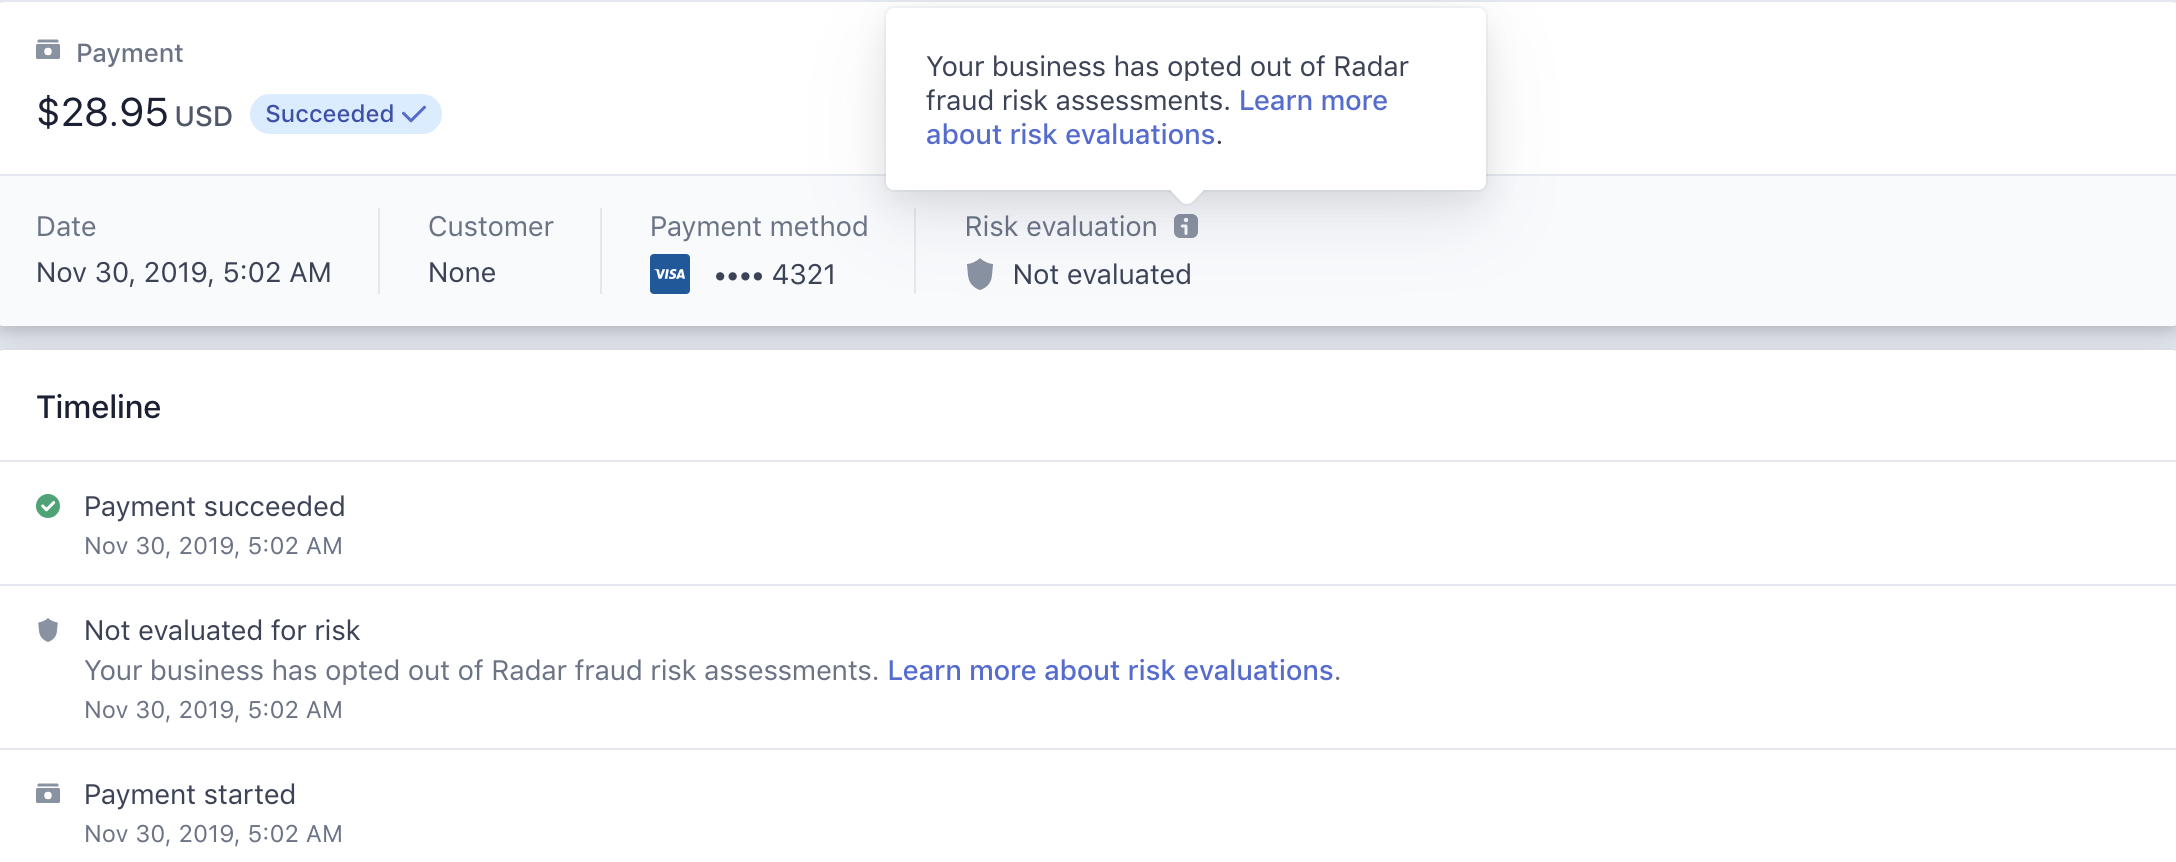 Payment
$28.95 USD Succeeded
Your business has opted out of Radar
fraud risk assessments. Learn more
about risk evaluations.
Date
Nov 30, 2019, 5:02 AM
Customer
None
Payment method
VISA •••• 4321
Risk evaluation
Not evaluated
Timeline
Payment succeeded
Nov 30, 2019, 5:02 AM
Not evaluated for risk
Your business has opted out of Radar fraud risk assessments. Learn more about risk evaluations.
Nov 30, 2019, 5:02 AM
Payment started
Nov 30, 2019, 5:02 AM